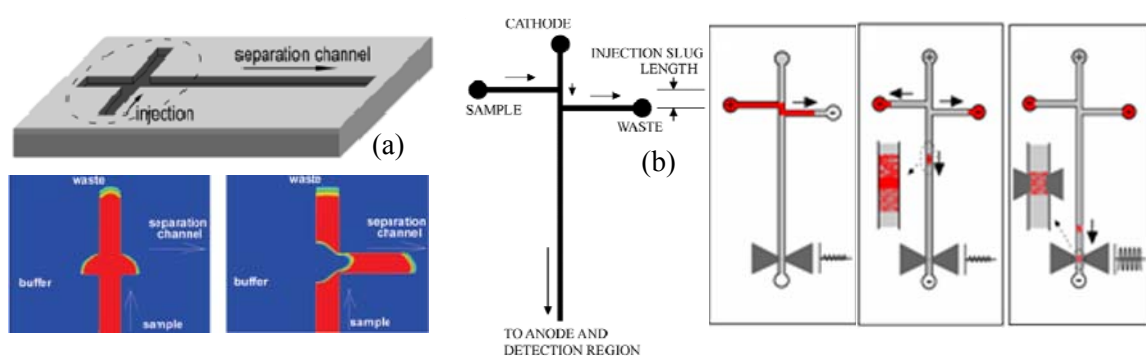 separation channel
injection
(a)
waste
separation
channel
buffer
sample
waste
separation
channel
buffer
sample
CATHODE
INJECTION SLUG
LENGTH
SAMPLE
WASTE
(b)
TO ANODE AND
DETECTION REGION